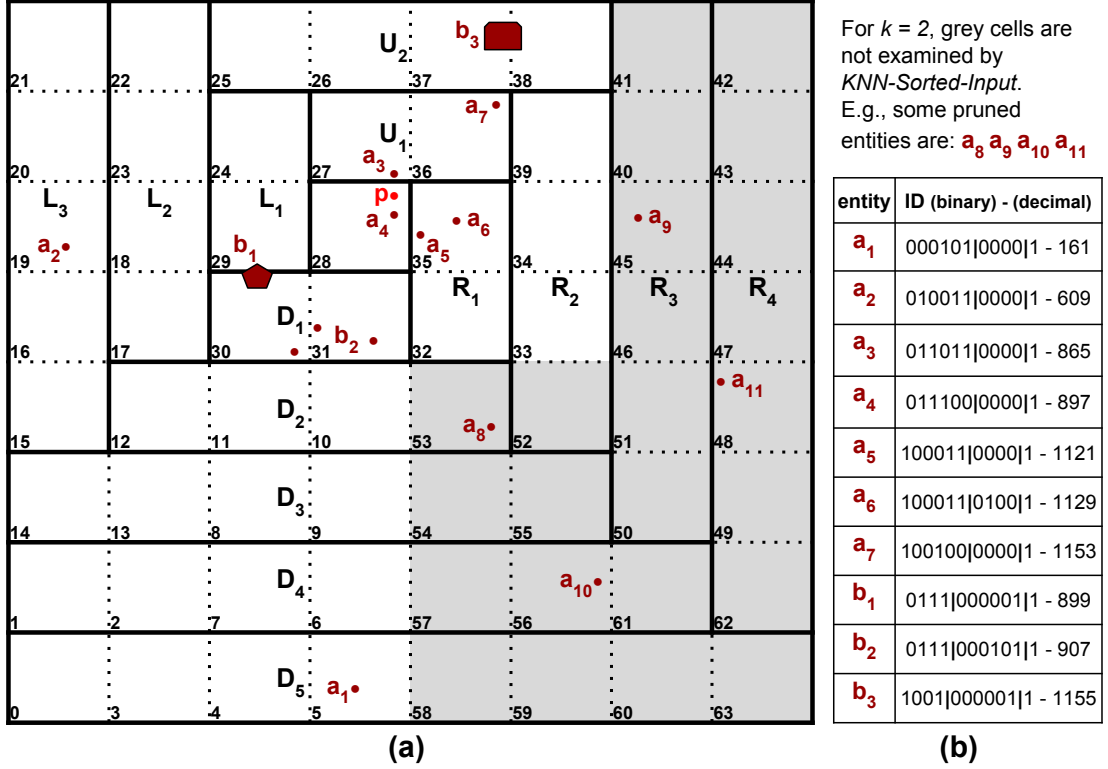 b3
U2
21 22 25 26 37 38 41 42
a7
U1
a3
20 23 24 27 36 39 40 43
L3 L2 L1 p
a4 a6 a9
a2 b1 a5
19 18 29 28 35 34 45 44
D1 R1 R2 R3 R4
b2
16 17 30 31 32 33 46 47
a11
D2
a8
15 12 11 10 53 52 51 48
D3
14 13 8 9 54 55 50 49
D4 a10
1 2 7 6 57 56 61 62
D5 a1
0 3 4 5 58 59 60 63
(a)
For k = 2, grey cells are
not examined by
KNN-Sorted-Input.
E.g., some pruned
entities are: a8 a9 a10 a11
entity ID (binary) - (decimal)
a1 000101|0000|1 - 161
a2 010011|0000|1 - 609
a3 011011|0000|1 - 865
a4 011100|0000|1 - 897
a5 100011|0000|1 - 1121
a6 100011|0100|1 - 1129
a7 100100|0000|1 - 1153
b1 0111|000001|1 - 899
b2 0111|000101|1 - 907
b3 1001|000001|1 - 1155
(b)